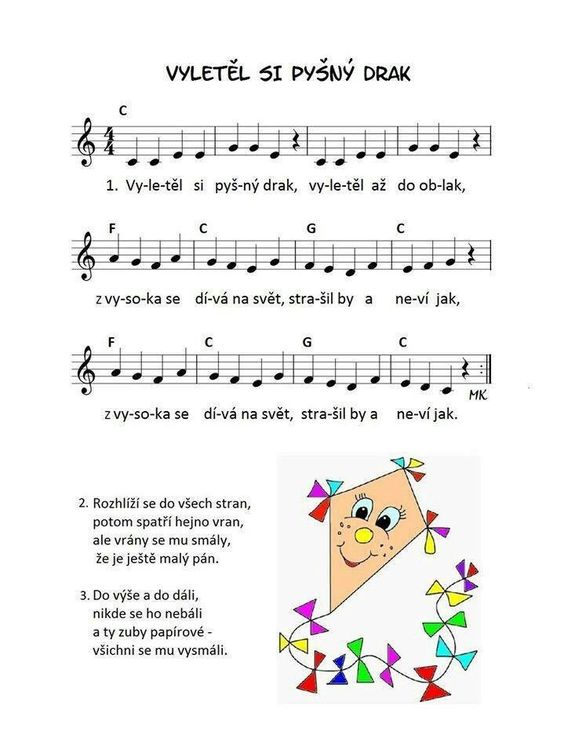 VYLETĚL SI PYŠNÝ DRAK
C
4
4
1. Vy-le-těl si pyš-ný drak, vy-le-těl až do ob-lak,
F C G C
z vy-so-ka se dí-vá na svět, stra-šil by a ne-ví jak,
F C G C
MK
z vy-so-ka se dí-vá na svět, stra-šil by a ne-ví jak.
2. Rozhlíží se do všech stran,
potom spatří hejno vran,
ale vrány se mu smály,
že je ještě malý pán.
3. Do výše a do dáli,
nikde se ho nebáli
a ty zuby papírové -
všichni se mu vysmáli.